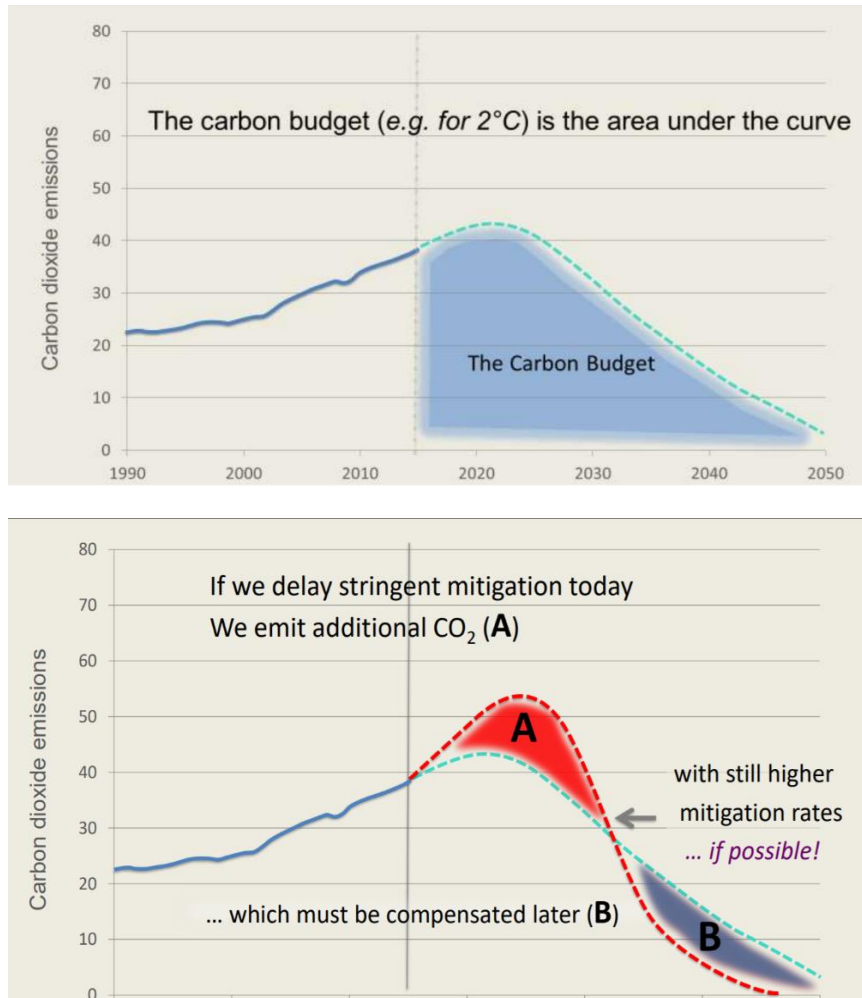 80
70
The carbon budget (e.g. for 2°C) is the area under the curve
60
50
40
30
20
10
0
Carbon dioxide emissions
The Carbon Budget
1990 2000 2010 2020 2030 2040 2050
80
If we delay stringent mitigation today
70
We emit additional CO₂ (A)
60
50
40
30
20
10
0
Carbon dioxide emissions
A
with still higher
mitigation rates
... if possible!
... which must be compensated later (B)
B